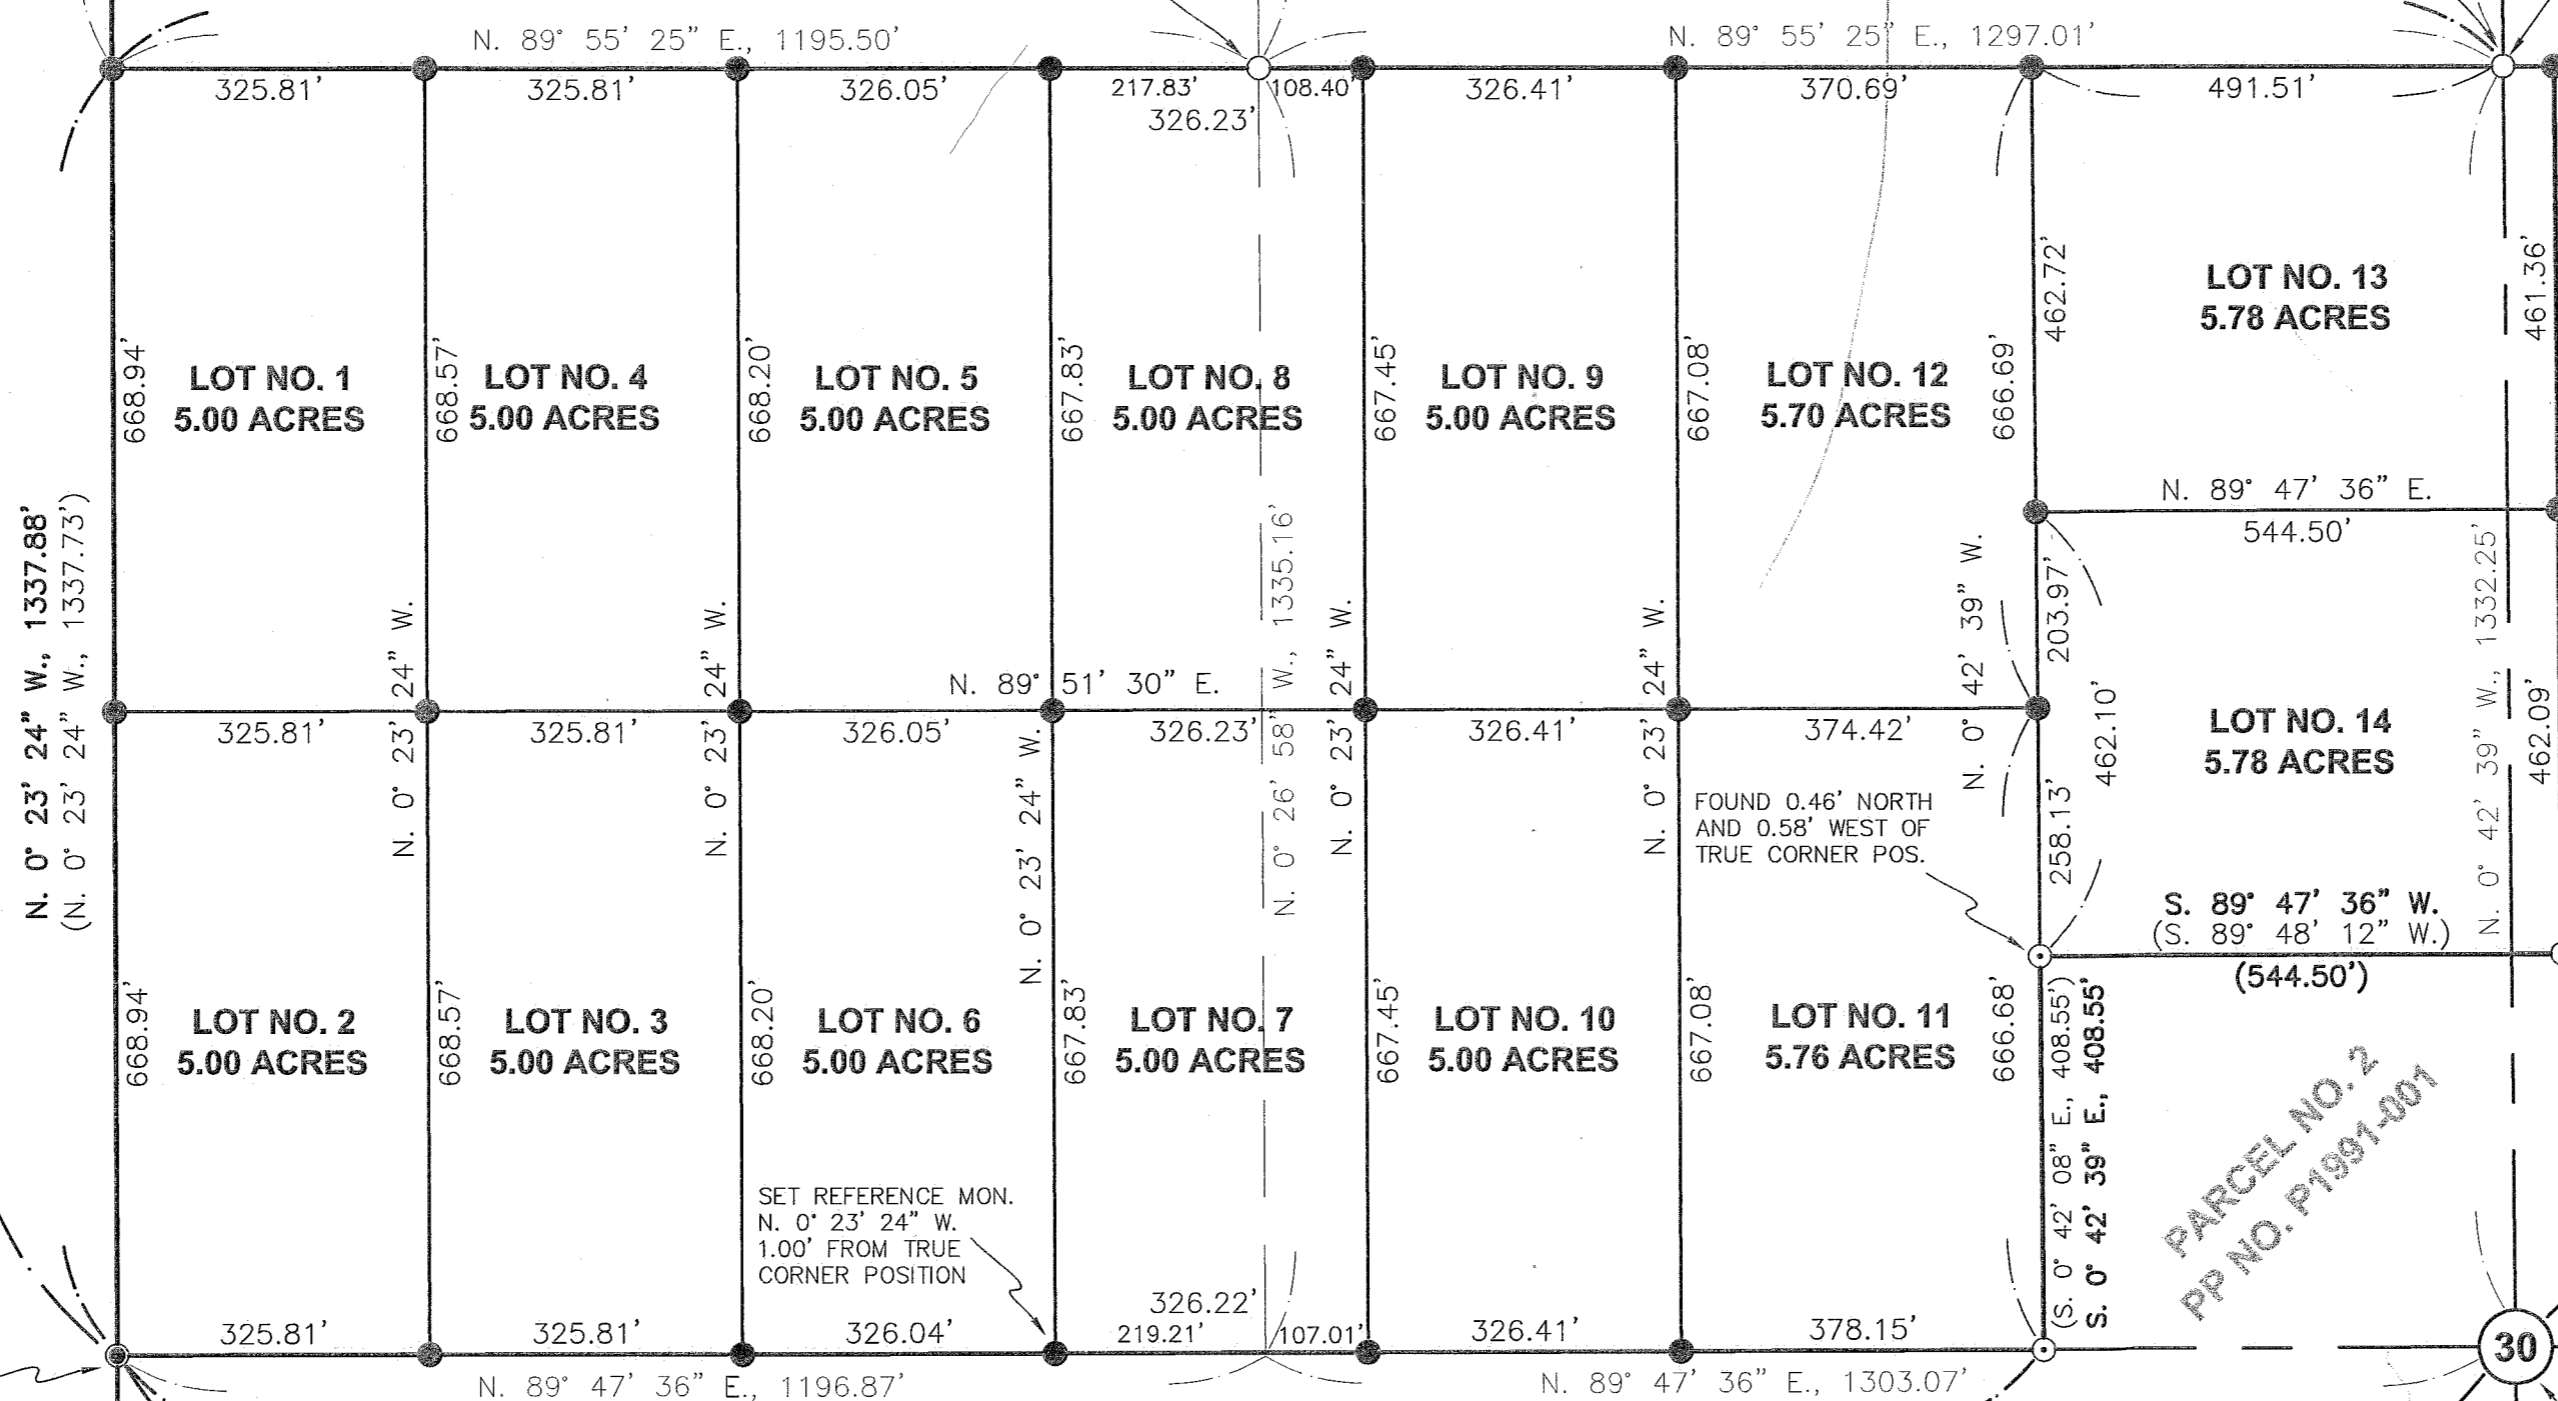 N. 89° 55' 25" E., 1195.50'
N. 89° 55' 25" E., 1297.01'
325.81'
325.81'
326.05'
217.83'
108.40'
326.23'
326.41'
370.69'
491.51'
LOT NO. 1
5.00 ACRES
LOT NO. 4
5.00 ACRES
LOT NO. 5
5.00 ACRES
LOT NO. 8
5.00 ACRES
LOT NO. 9
5.00 ACRES
LOT NO. 12
5.70 ACRES
LOT NO. 13
5.78 ACRES
668.94'
668.57'
668.20'
667.83'
667.45'
667.08'
666.69'
462.72'
461.36'
N. 89° 47' 36" E.
544.50'
N. 0° 23' 24" W., 1337.88'
(N. 0° 23' 24" W., 1337.73')
N. 0° 23' 24" W.
N. 0° 23' 24" W.
N. 89° 51' 30" E.
N. 0° 23' 24" W.
N. 0° 26' 58" W., 1335.16'
N. 0° 23' 24" W.
N. 0° 23' 24" W.
N. 0° 42' 39" W.
203.97'
462.10'
258.13'
N. 0° 42' 39" W., 1332.25'
462.09'
325.81'
325.81'
326.05'
326.23'
326.41'
374.42'
LOT NO. 14
5.78 ACRES
FOUND 0.46' NORTH
AND 0.58' WEST OF
TRUE CORNER POS.
S. 89° 47' 36" W.
(S. 89° 48' 12" W.)
(544.50')
LOT NO. 2
5.00 ACRES
LOT NO. 3
5.00 ACRES
LOT NO. 6
5.00 ACRES
LOT NO. 7
5.00 ACRES
LOT NO. 10
5.00 ACRES
LOT NO. 11
5.76 ACRES
668.94'
668.57'
668.20'
667.83'
667.45'
667.08'
666.68'
(S. 0° 42' 08" E., 408.55')
S. 0° 42' 39" E., 408.55'
PARCEL NO. 2
PP NO. P1991-001
SET REFERENCE MON.
N. 0° 23' 24" W.
1.00' FROM TRUE
CORNER POSITION
325.81'
325.81'
326.04'
326.22'
219.21'
107.01'
326.41'
378.15'
30
N. 89° 47' 36" E., 1196.87'
N. 89° 47' 36" E., 1303.07'